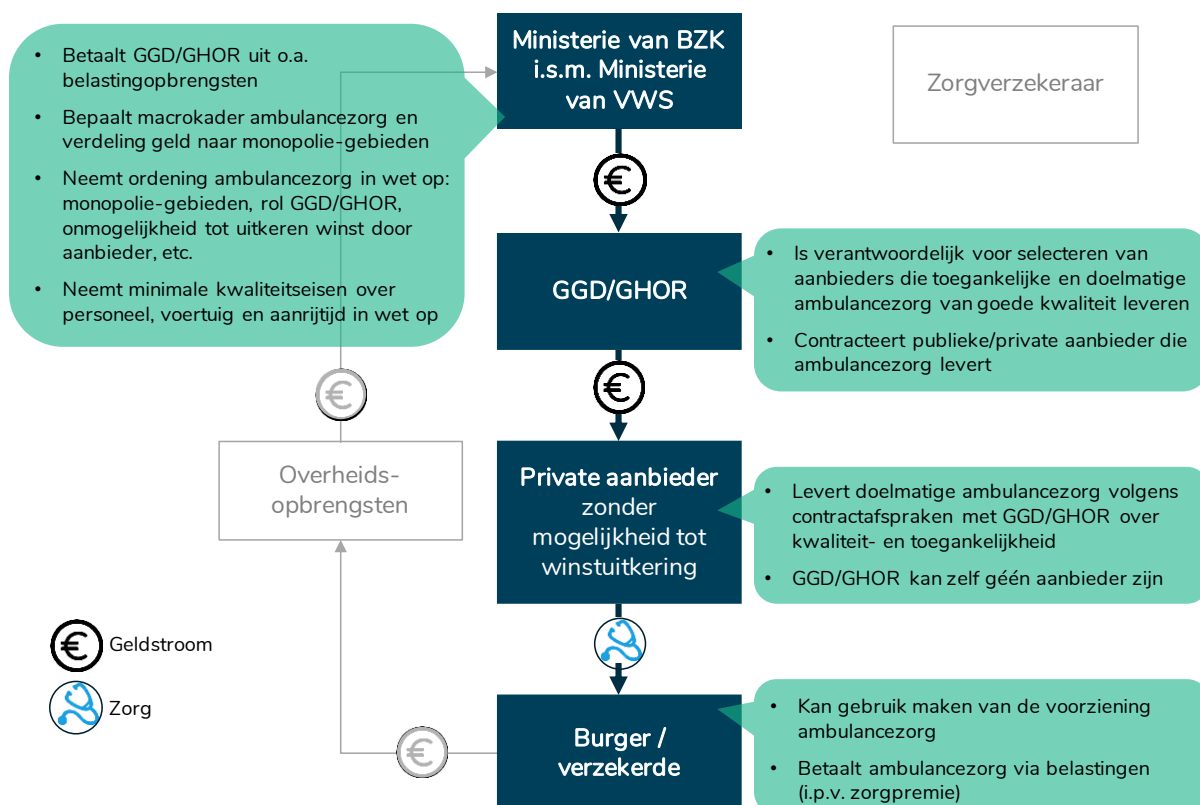 • Betaalt GGD/GHOR uit o.a.
belastingopbrengsten
• Bepaalt macrokader ambulancezorg en
verdeling geld naar monopolie-gebieden
• Neemt ordening ambulancezorg in wet op:
monopolie-gebieden, rol GGD/GHOR,
onmogelijkheid tot uitkeren winst door
aanbieder, etc.
• Neemt minimale kwaliteitseisen over
personeel, voertuig en aanrijtijd in wet op
Ministerie van BZK
i.s.m. Ministerie
van VWS
Zorgverzekeraar
GGD/GHOR
• Is verantwoordelijk voor selecteren van
aanbieders die toegankelijke en doelmatige
ambulancezorg van goede kwaliteit leveren
• Contracteert publieke/private aanbieder die
ambulancezorg levert
Overheids-
opbrengsten
Private aanbieder
zonder
mogelijkheid tot
winstuitkering
• Levert doelmatige ambulancezorg volgens
contractafspraken met GGD/GHOR over
kwaliteit- en toegankelijkheid
• GGD/GHOR kan zelf géén aanbieder zijn
Geldstroom
Zorg
Burger /
verzekerde
• Kan gebruik maken van de voorziening
ambulancezorg
• Betaalt ambulancezorg via belastingen
(i.p.v. zorgpremie)